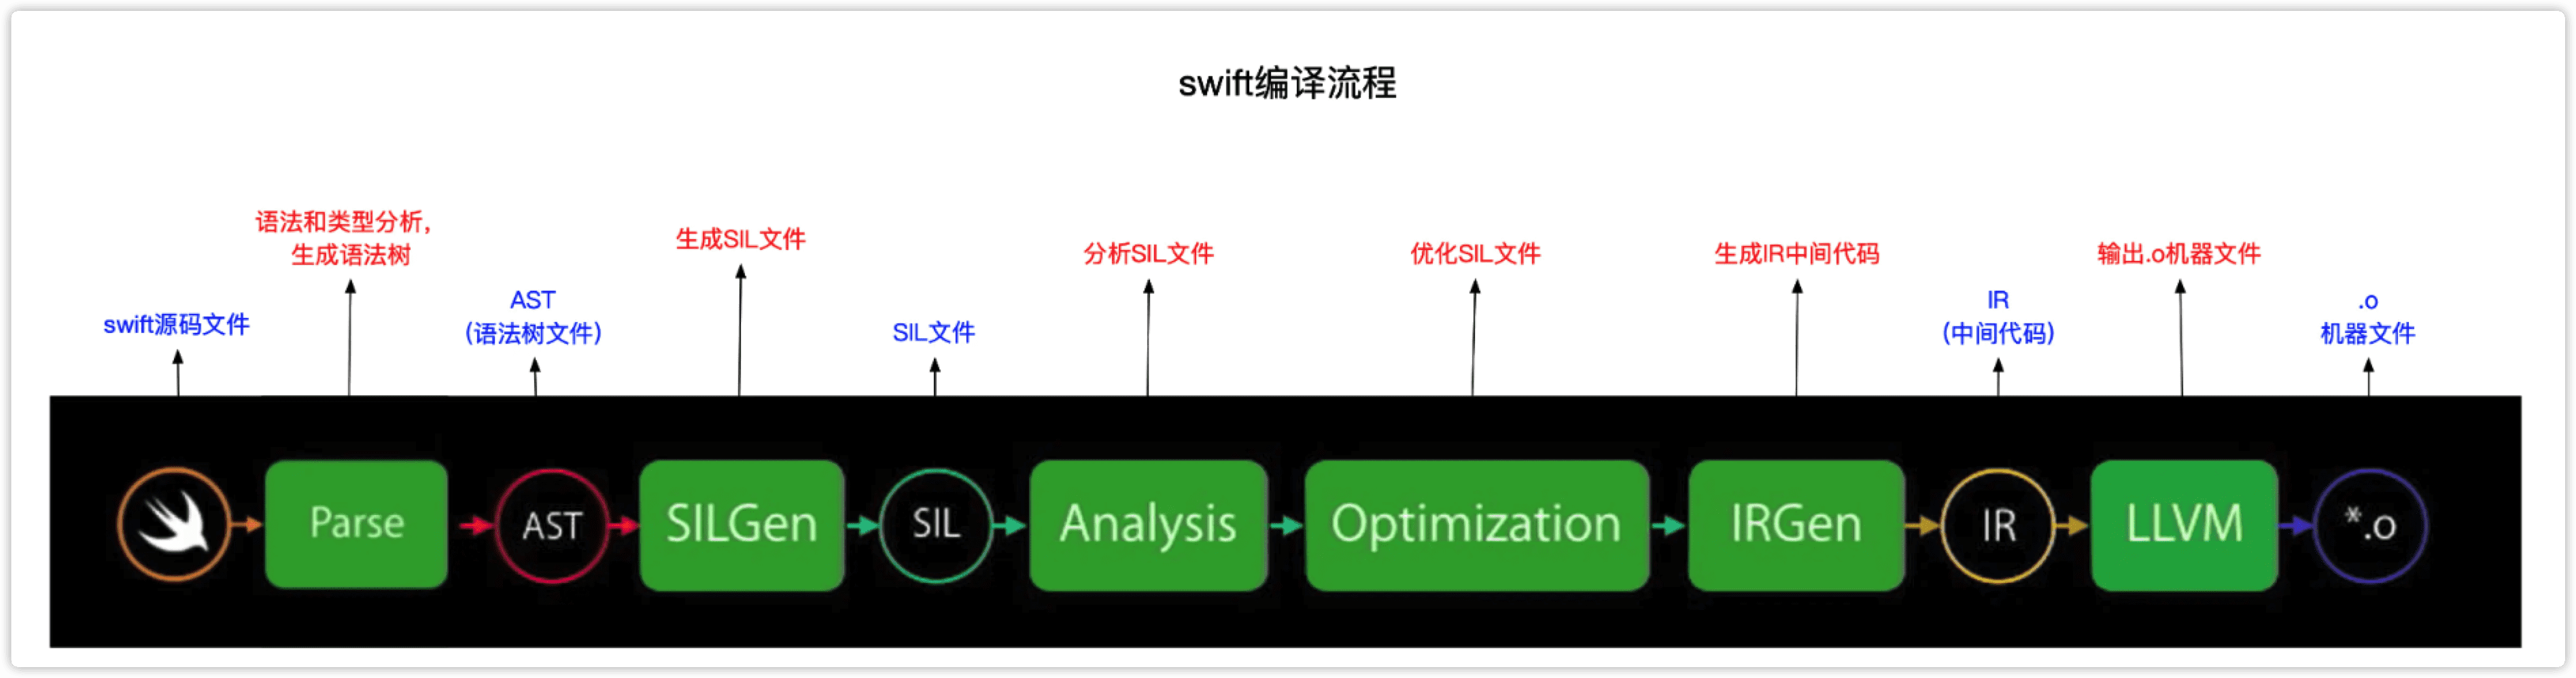 swift编译流程
语法和类型分析,
生成语法树
生成SIL文件
分析SIL文件
优化SIL文件
生成IR中间代码
输出.o机器文件
swift源码文件
AST
(语法树文件)
SIL文件
IR
(中间代码)
.o
机器文件
Parse
AST
SILGen
SIL
Analysis
Optimization
IRGen
IR
LLVM
*.o